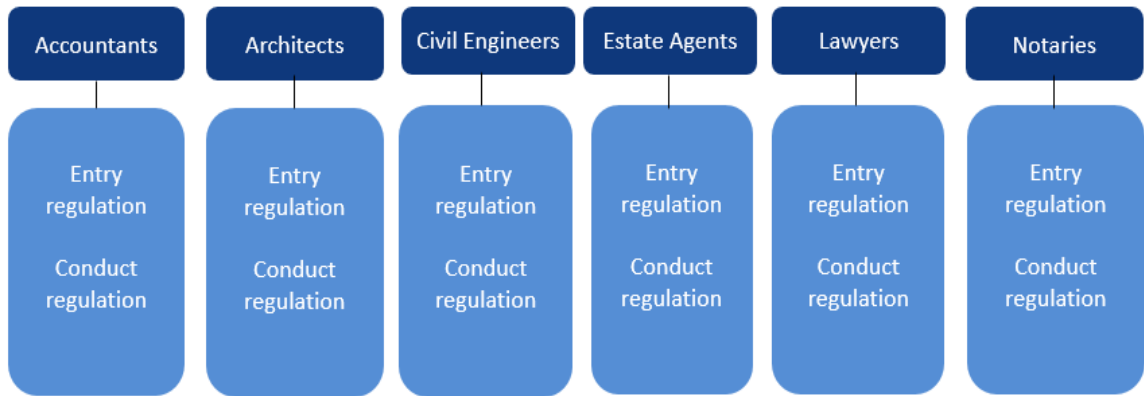 Accountants
Architects
Civil Engineers
Estate Agents
Lawyers
Notaries
Entry
regulation
Conduct
regulation
Entry
regulation
Conduct
regulation
Entry
regulation
Conduct
regulation
Entry
regulation
Conduct
regulation
Entry
regulation
Conduct
regulation
Entry
regulation
Conduct
regulation